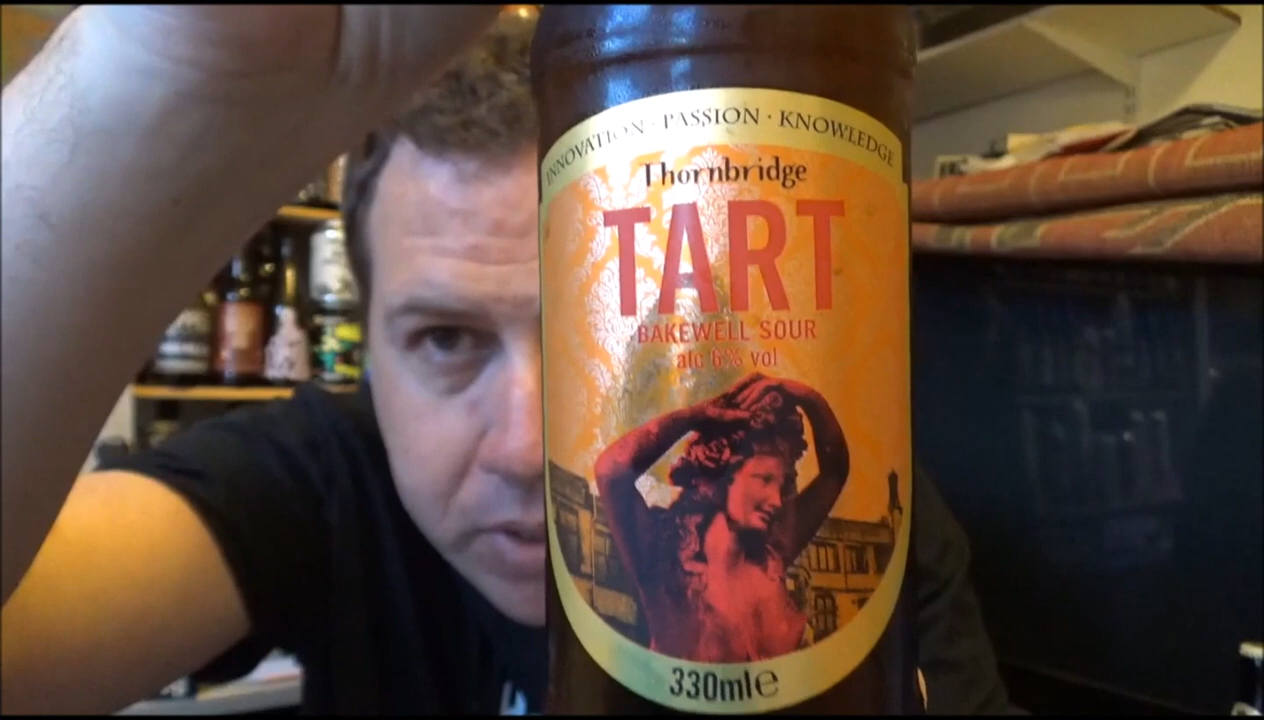 INNOVATION · PASSION · KNOWLEDGE
Thornbridge
TART
BAKEWELL SOUR
alc 6% vol
330ml℮